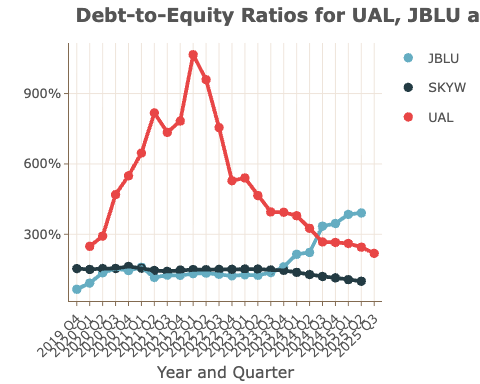 Debt-to-Equity Ratios for UAL, JBLU a
JBLU
SKYW
UAL
900%
600%
300%
2019 Q4
2020 Q1
2020 Q2
2020 Q3
2020 Q4
2021 Q1
2021 Q2
2021 Q3
2021 Q4
2022 Q1
2022 Q2
2022 Q3
2022 Q4
2023 Q1
2023 Q2
2023 Q3
2023 Q4
2024 Q1
2024 Q2
2024 Q3
2024 Q4
2025 Q1
2025 Q2
2025 Q3
Year and Quarter